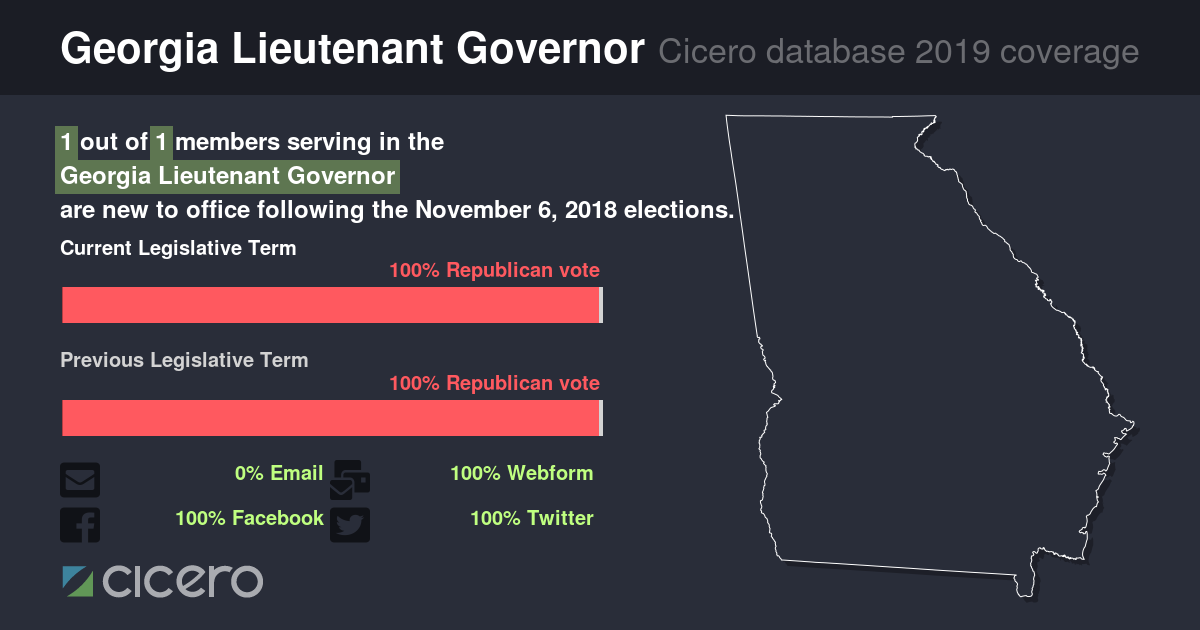 Georgia Lieutenant Governor Cicero database 2019 coverage
1 out of 1 members serving in the
Georgia Lieutenant Governor
are new to office following the November 6, 2018 elections.
Current Legislative Term
100% Republican vote
Previous Legislative Term
100% Republican vote
0% Email
100% Webform
100% Facebook
100% Twitter
cicero